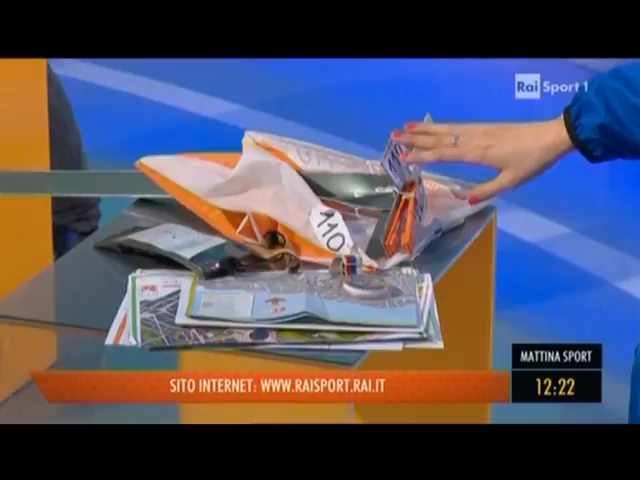 Rai Sport 1
110
MATTINA SPORT
SITO INTERNET: WWW.RAISPORT.RAI.IT
12:22